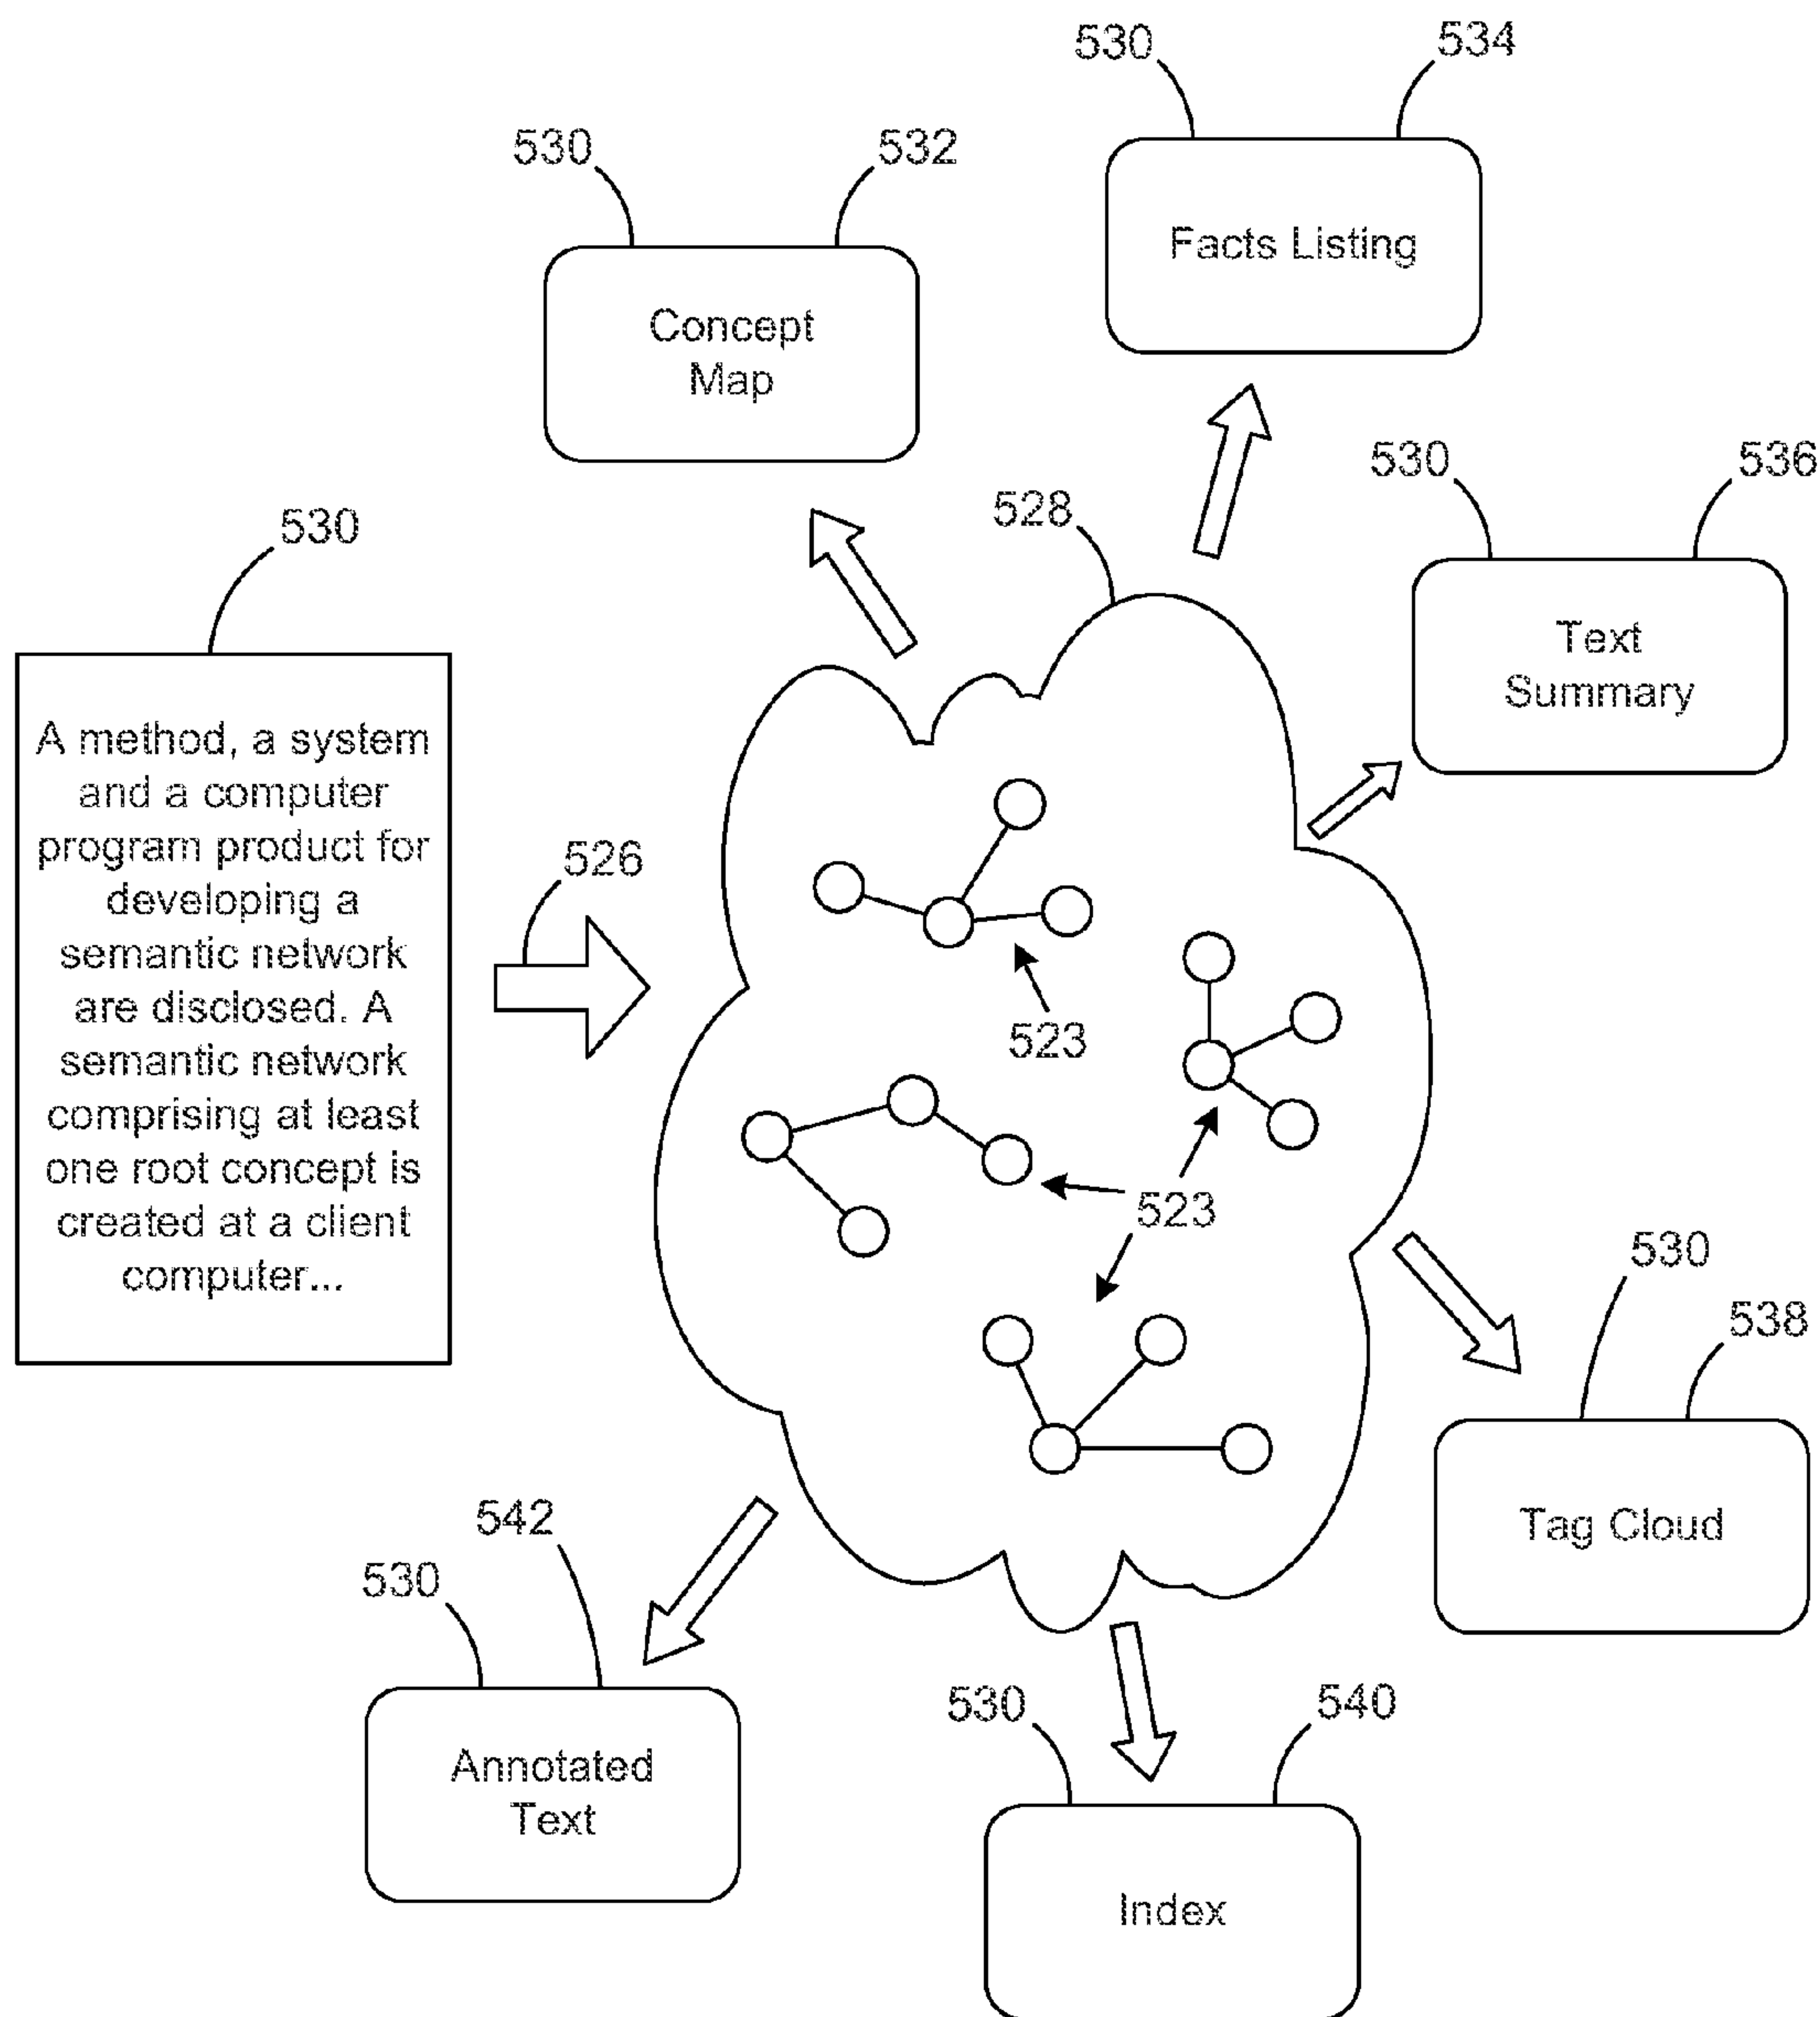 530
534
530
532
Facts Listing
Concept
Map
530
536
528
530
Text
Summary
A method, a system
and a computer
program product for
developing a
semantic network
are disclosed. A
semantic network
comprising at least
one root concept is
created at a client
computer...
526
523
523
530
538
Tag Cloud
542
530
Annotated
Text
530
540
Index